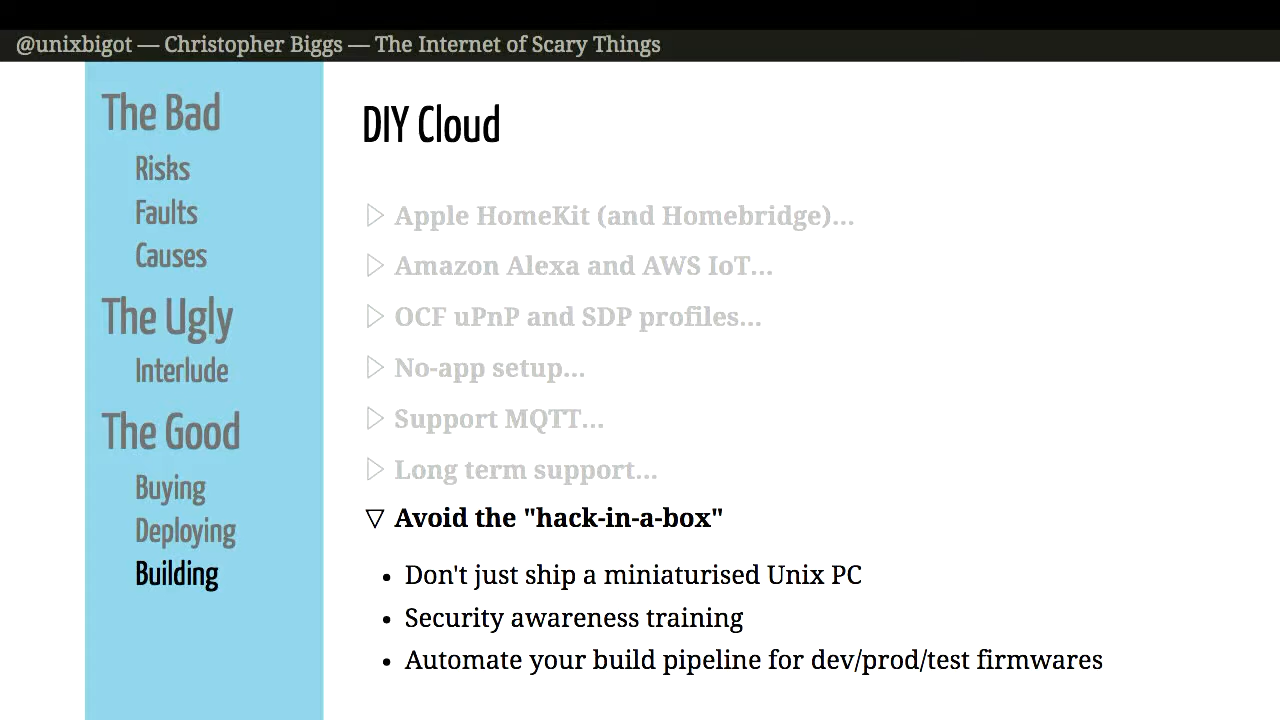 @unixbigot — Christopher Biggs — The Internet of Scary Things
The Bad
Risks
Faults
Causes
The Ugly
Interlude
The Good
Buying
Deploying
Building
DIY Cloud
▷ Apple HomeKit (and Homebridge)...
▷ Amazon Alexa and AWS IoT...
▷ OCF uPnP and SDP profiles...
▷ No-app setup...
▷ Support MQTT...
▷ Long term support...
▽ Avoid the "hack-in-a-box"
• Don't just ship a miniaturised Unix PC
• Security awareness training
• Automate your build pipeline for dev/prod/test firmwares